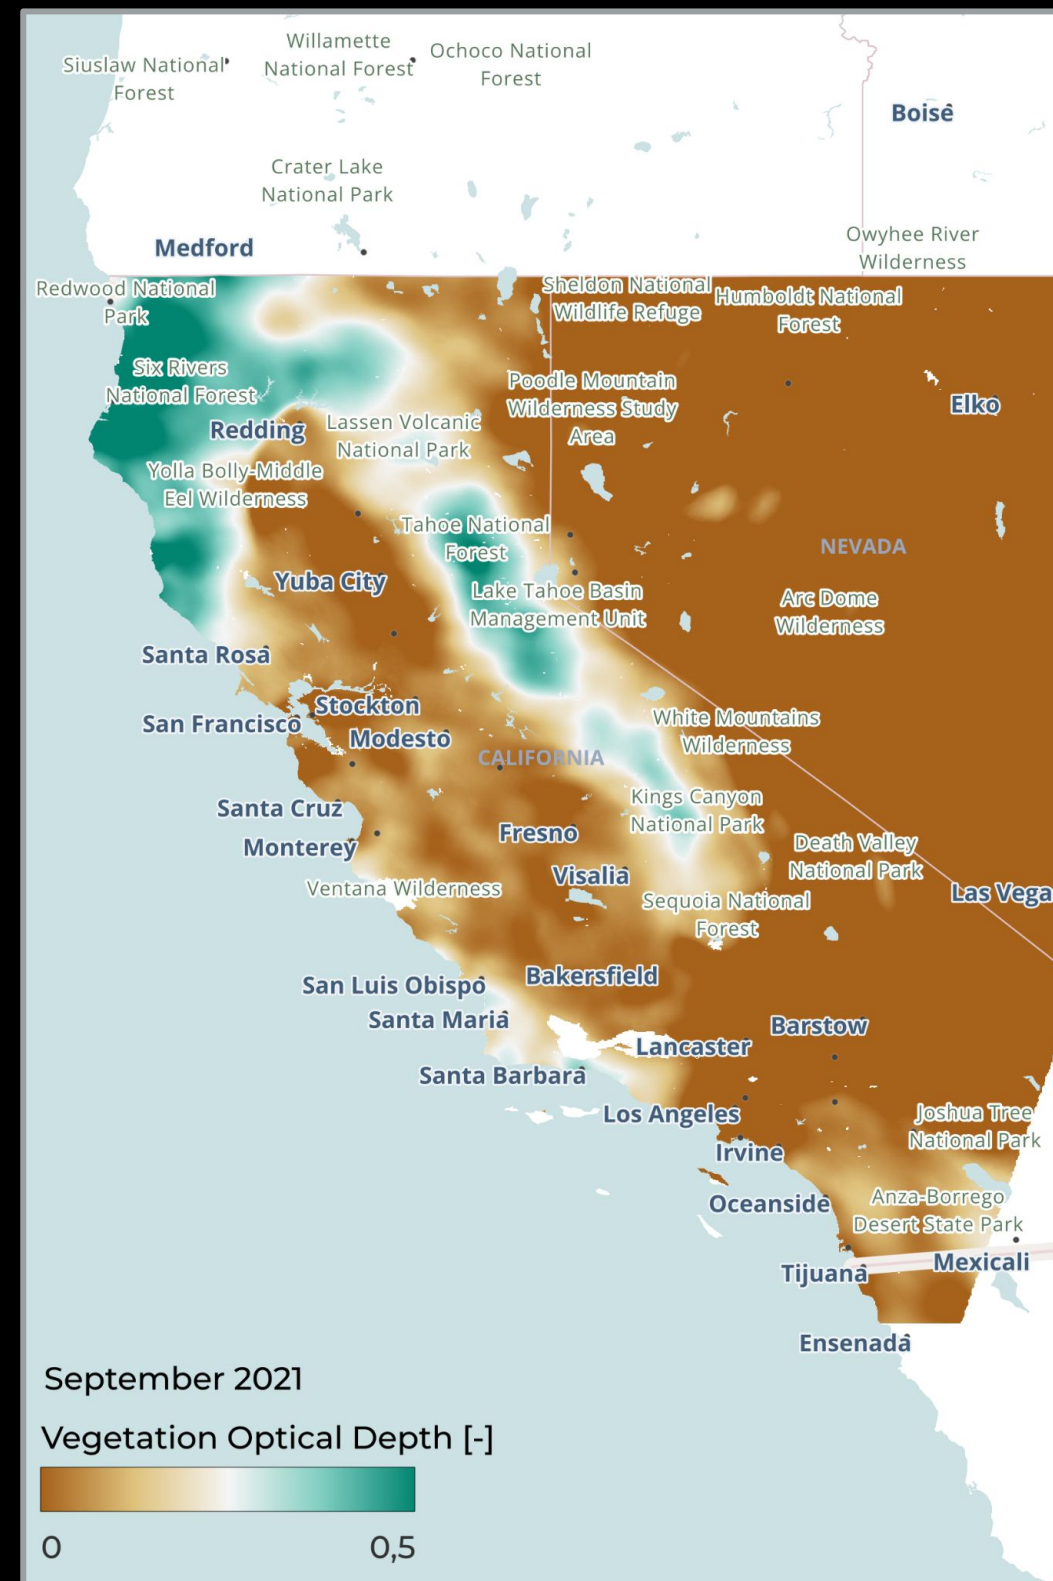 Siuslaw National
Forest
Willamette
National Forest
Ochoco National
Forest
Boise
Crater Lake
National Park
Medford
Owyhee River
Wilderness
Redwood National
Park
Sheldon National
Wildlife Refuge
Humboldt National
Forest
Six Rivers
National Forest
Poodle Mountain
Wilderness Study
Area
Elko
Redding
Lassen Volcanic
National Park
Yolla Bolly-Middle
Eel Wilderness
Tahoe National
Forest
NEVADA
Yuba City
Lake Tahoe Basin
Management Unit
Arc Dome
Wilderness
Santa Rosa
Stockton
San Francisco
Modesto
White Mountains
Wilderness
CALIFORNIA
Santa Cruz
Kings Canyon
National Park
Fresno
Monterey
Death Valley
National Park
Visalia
Ventana Wilderness
Las Vega
Sequoia National
Forest
San Luis Obispo
Bakersfield
Santa Maria
Barstow
Lancaster
Santa Barbara
Los Angeles
Joshua Tree
National Park
Irvine
Oceanside
Anza-Borrego
Desert State Park
Tijuana
Mexicali
Ensenada
September 2021
Vegetation Optical Depth [-]
0
0,5